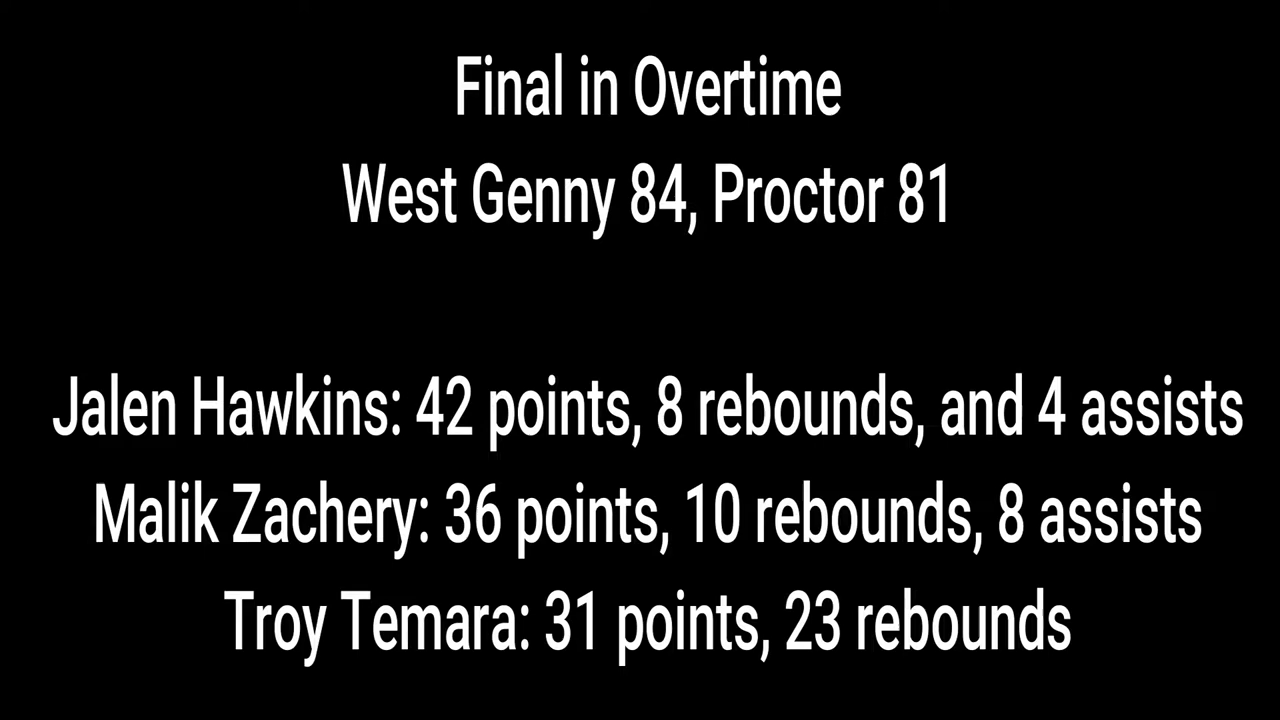 Final in Overtime
West Genny 84, Proctor 81
Jalen Hawkins: 42 points, 8 rebounds, and 4 assists
Malik Zachery: 36 points, 10 rebounds, 8 assists
Troy Temara: 31 points, 23 rebounds